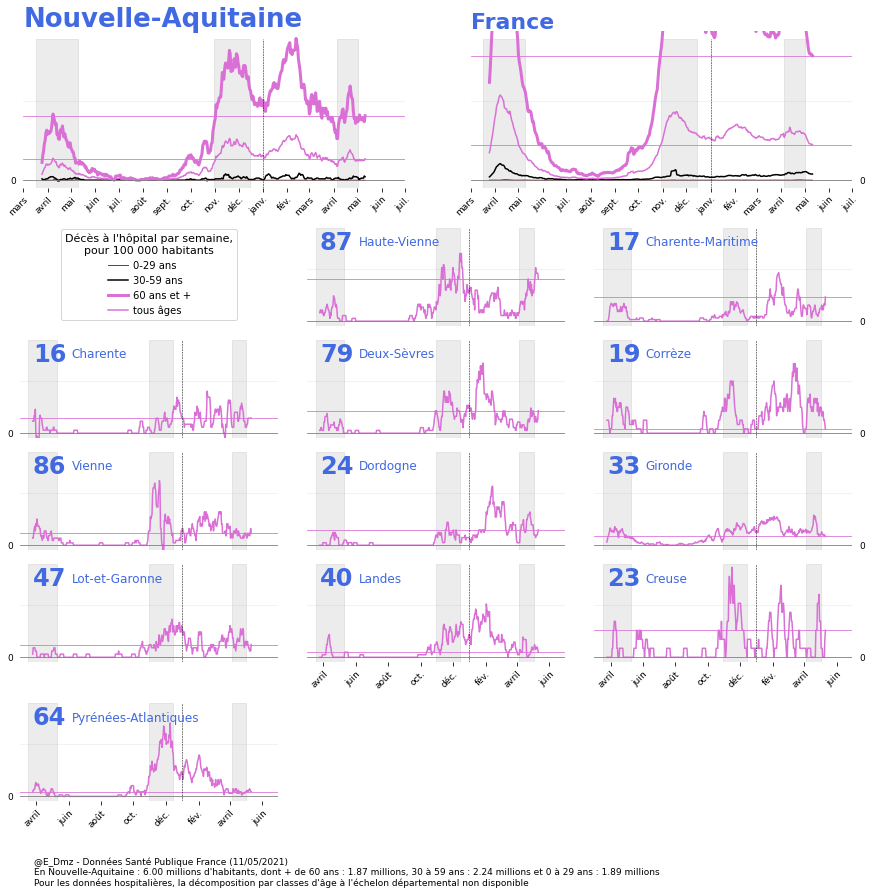 Nouvelle-Aquitaine
France
0
mars avril mai juin juil. août sept. oct. nov. déc. janv. fév. mars avril mai juin juil.
0
mars avril mai juin juil. août sept. oct. nov. déc. janv. fév. mars avril mai juin juil.
Décès à l'hôpital par semaine,
pour 100 000 habitants
0-29 ans
30-59 ans
60 ans et +
tous âges
87 Haute-Vienne
17 Charente-Maritime
0
16 Charente
0
79 Deux-Sèvres
19 Corrèze
0
86 Vienne
0
24 Dordogne
33 Gironde
0
47 Lot-et-Garonne
0
40 Landes
23 Creuse
0
avril juin août oct. déc. fév. avril juin
avril juin août oct. déc. fév. avril juin
64 Pyrénées-Atlantiques
0
avril juin août oct. déc. fév. avril juin
@E_Dmz - Données Santé Publique France (11/05/2021)
En Nouvelle-Aquitaine : 6.00 millions d'habitants, dont + de 60 ans : 1.87 millions, 30 à 59 ans : 2.24 millions et 0 à 29 ans : 1.89 millions
Pour les données hospitalières, la décomposition par classes d'âge à l'échelon départemental non disponible